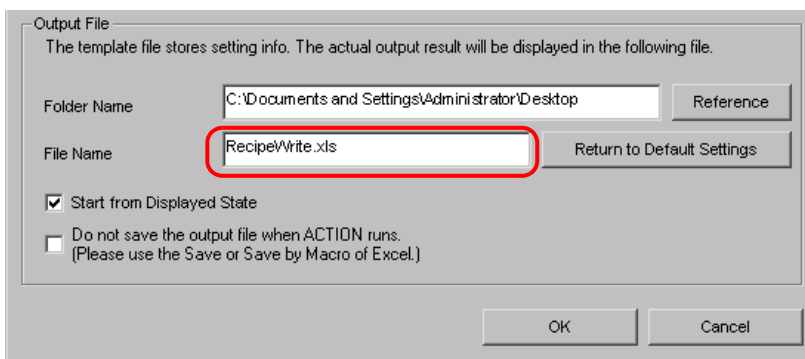 Output File
The template file stores setting info. The actual output result will be displayed in the following file.
Folder Name
C:\Documents and Settings\Administrator\Desktop
Reference
File Name
RecipeWrite.xls
Return to Default Settings
Start from Displayed State
Do not save the output file when ACTION runs.
(Please use the Save or Save by Macro of Excel.)
OK
Cancel